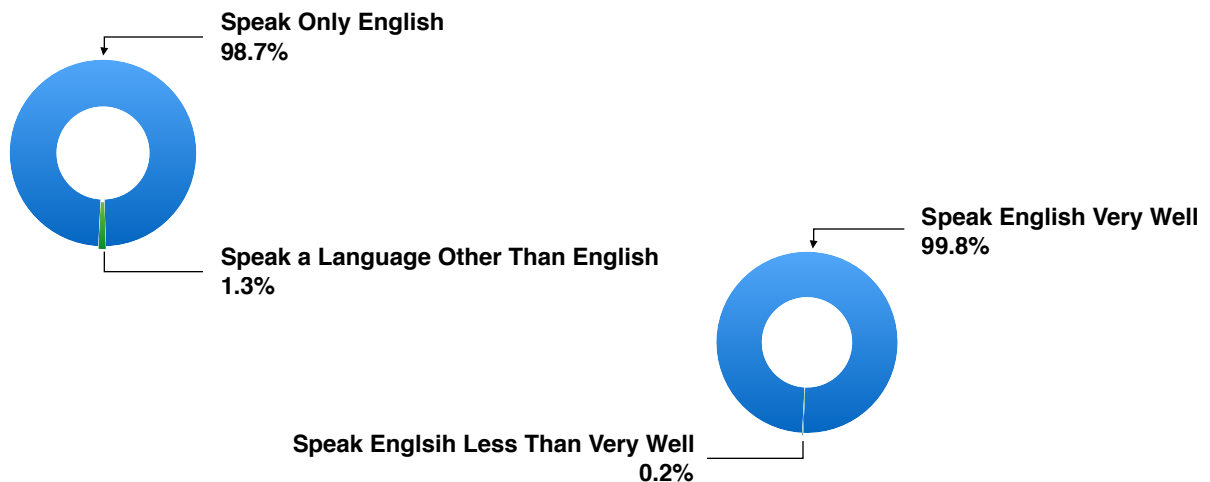 Speak Only English
98.7%
Speak a Language Other Than English
1.3%
Speak English Very Well
99.8%
Speak Englsih Less Than Very Well
0.2%